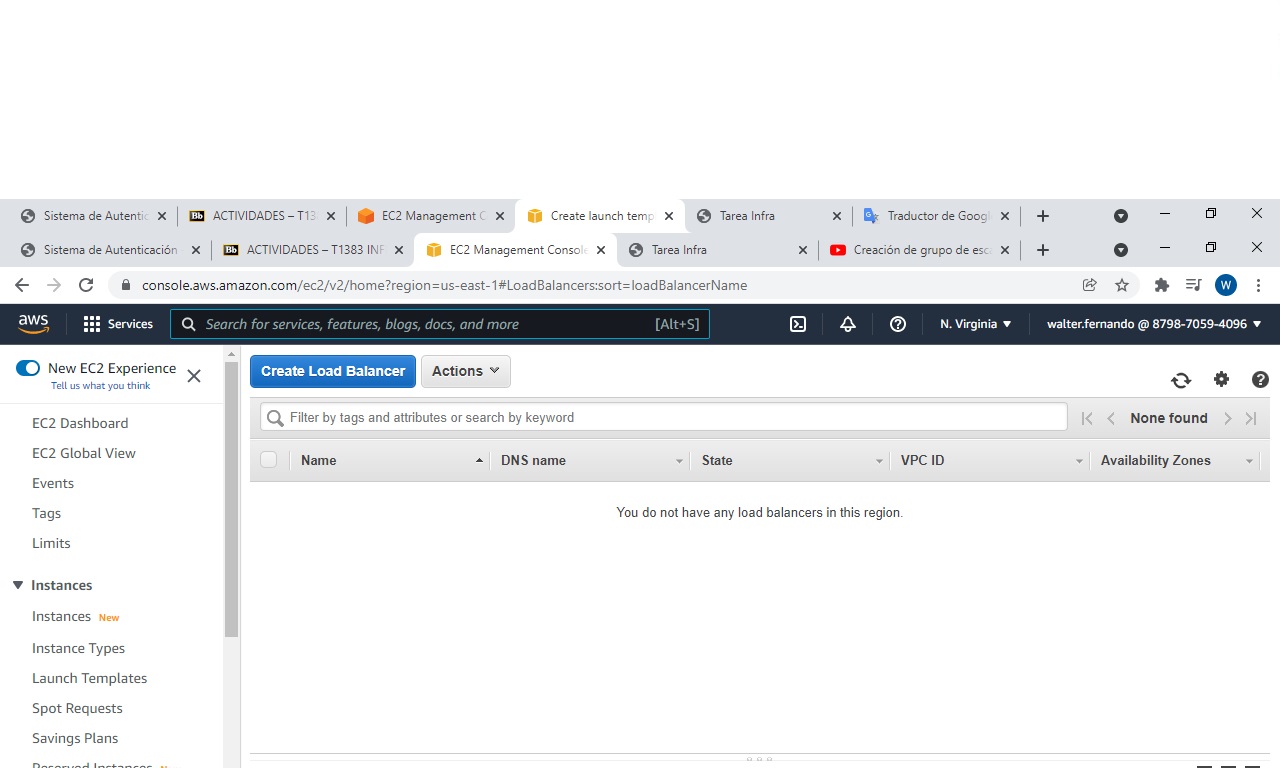 Sistema de Autentic
Bb ACTIVIDADES – T13
EC2 Management C
Create launch temp
Tarea Infra
Traductor de Googl
Sistema de Autenticación
Bb ACTIVIDADES – T1383 INF
EC2 Management Console
Tarea Infra
Creación de grupo de esca
console.aws.amazon.com/ec2/v2/home?region=us-east-1#LoadBalancers:sort=loadBalancerName
W
aws
Services
Search for services, features, blogs, docs, and more [Alt+S]
N. Virginia
walter.fernando @ 8798-7059-4096
New EC2 Experience
Tell us what you think
EC2 Dashboard
EC2 Global View
Events
Tags
Limits
Instances
Instances New
Instance Types
Launch Templates
Spot Requests
Savings Plans
Reserved Instances
Create Load Balancer
Actions
Filter by tags and attributes or search by keyword
None found
Name
DNS name
State
VPC ID
Availability Zones
You do not have any load balancers in this region.